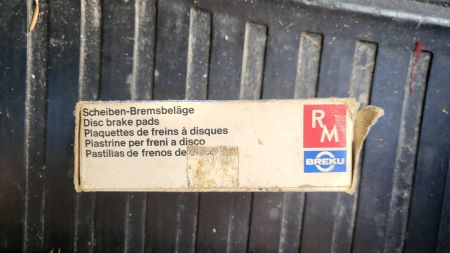 Scheiben-Bremsbeläge
Disc brake pads
Plaquettes de freins à disques
Piastrine per freni a disco
Pastillas de frenos de disco
RM
BREKU